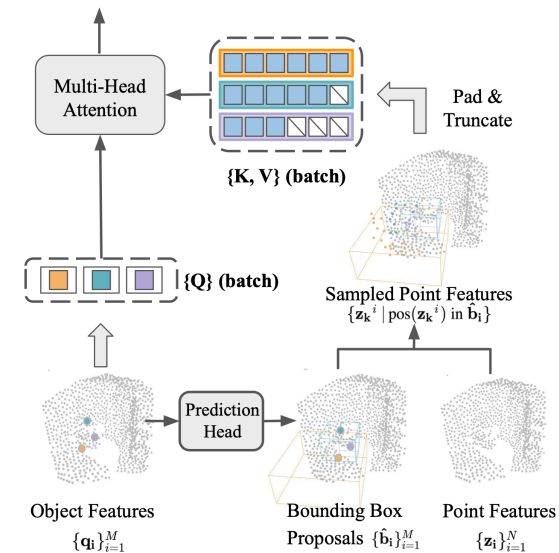 Multi-Head
Attention
Pad &
Truncate
{K, V} (batch)
{Q} (batch)
Sampled Point Features
{z_k^i | pos(z_k^i) in b̂_i}
Prediction
Head
Object Features
{q_i}_{i=1}^M
Bounding Box
Proposals {b̂_i}_{i=1}^M
Point Features
{z_i}_{i=1}^N